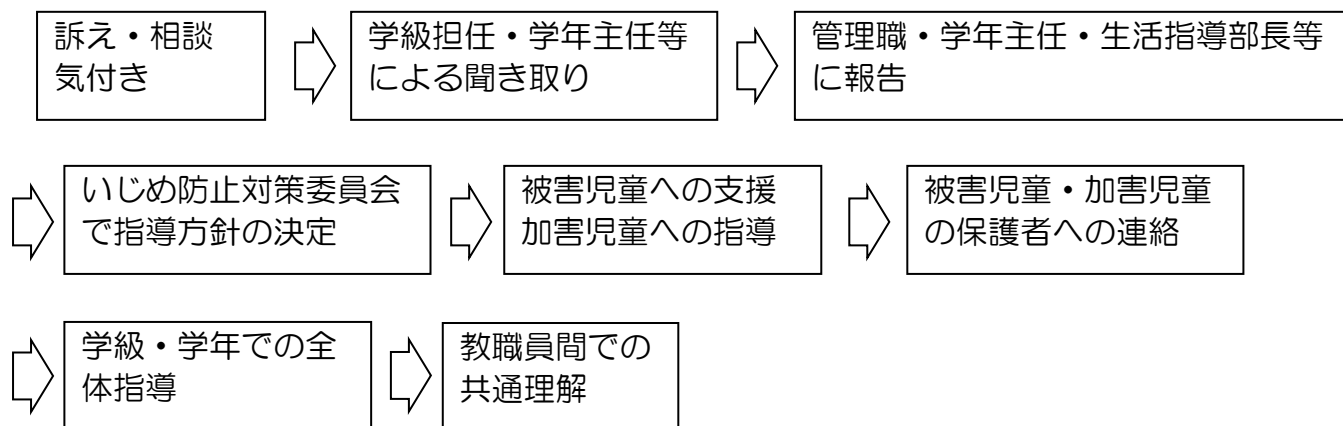 訴え・相談
気付き
学級担任・学年主任等
による聞き取り
管理職・学年主任・生活指導部長等
に報告
いじめ防止対策委員会
で指導方針の決定
被害児童への支援
加害児童への指導
被害児童・加害児童
の保護者への連絡
学級・学年での全
体指導
教職員間での
共通理解